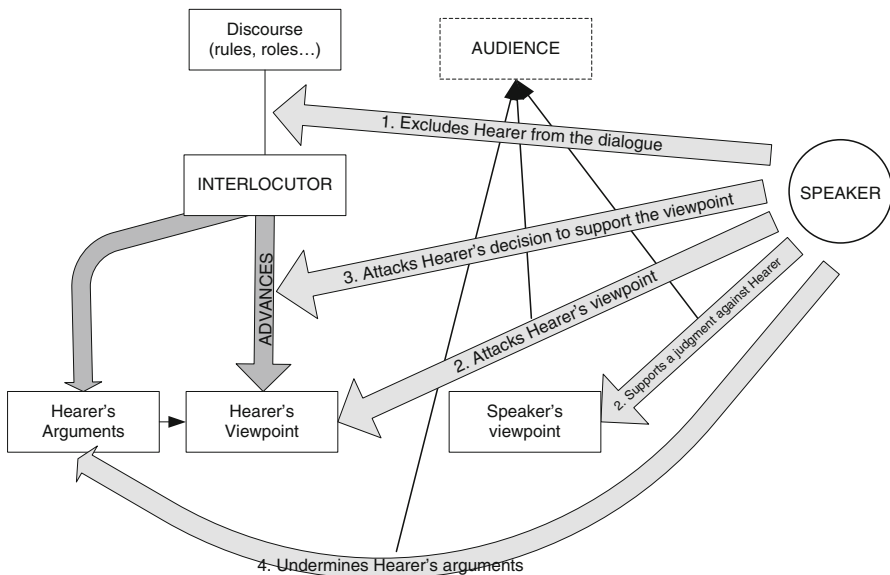 Discourse
(rules, roles…)
AUDIENCE
1. Excludes Hearer from the dialogue
INTERLOCUTOR
SPEAKER
3. Attacks Hearer's decision to support the viewpoint
ADVANCES
2. Attacks Hearer's viewpoint
2. Supports a judgment against Hearer
Hearer's
Arguments
Hearer's
Viewpoint
Speaker's
viewpoint
4. Undermines Hearer's arguments